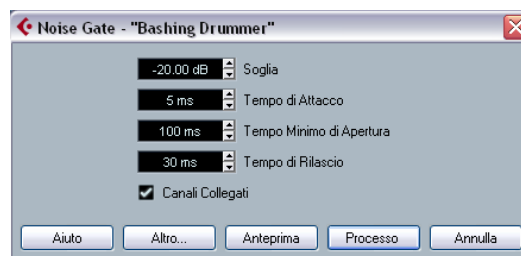 Noise Gate - "Bashing Drummer"
-20.00 dB Soglia
5 ms Tempo di Attacco
100 ms Tempo Minimo di Apertura
30 ms Tempo di Rilascio
Canali Collegati
Aiuto Altro... Anteprima Processo Annulla